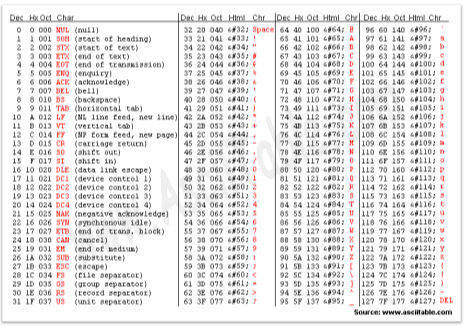 Dec Hx Oct Char Dec Hx Oct Html Chr Dec Hx Oct Html Chr Dec Hx Oct Html Chr
0 0 000 NUL (null) 32 20 040 &#32; Space 64 40 100 &#64; @ 96 60 140 &#96; `
1 1 001 SOH (start of heading) 33 21 041 &#33; ! 65 41 101 &#65; A 97 61 141 &#97; a
2 2 002 STX (start of text) 34 22 042 &#34; " 66 42 102 &#66; B 98 62 142 &#98; b
3 3 003 ETX (end of text) 35 23 043 &#35; # 67 43 103 &#67; C 99 63 143 &#99; c
4 4 004 EOT (end of transmission) 36 24 044 &#36; $ 68 44 104 &#68; D 100 64 144 &#100; d
5 5 005 ENQ (enquiry) 37 25 045 &#37; % 69 45 105 &#69; E 101 65 145 &#101; e
6 6 006 ACK (acknowledge) 38 26 046 &#38; & 70 46 106 &#70; F 102 66 146 &#102; f
7 7 007 BEL (bell) 39 27 047 &#39; ' 71 47 107 &#71; G 103 67 147 &#103; g
8 8 010 BS (backspace) 40 28 050 &#40; ( 72 48 110 &#72; H 104 68 150 &#104; h
9 9 011 TAB (horizontal tab) 41 29 051 &#41; ) 73 49 111 &#73; I 105 69 151 &#105; i
10 A 012 LF (NL line feed, new line) 42 2A 052 &#42; * 74 4A 112 &#74; J 106 6A 152 &#106; j
11 B 013 VT (vertical tab) 43 2B 053 &#43; + 75 4B 113 &#75; K 107 6B 153 &#107; k
12 C 014 FF (NP form feed, new page) 44 2C 054 &#44; , 76 4C 114 &#76; L 108 6C 154 &#108; l
13 D 015 CR (carriage return) 45 2D 055 &#45; - 77 4D 115 &#77; M 109 6D 155 &#109; m
14 E 016 SO (shift out) 46 2E 056 &#46; . 78 4E 116 &#78; N 110 6E 156 &#110; n
15 F 017 SI (shift in) 47 2F 057 &#47; / 79 4F 117 &#79; O 111 6F 157 &#111; o
16 10 020 DLE (data link escape) 48 30 060 &#48; 0 80 50 120 &#80; P 112 70 160 &#112; p
17 11 021 DC1 (device control 1) 49 31 061 &#49; 1 81 51 121 &#81; Q 113 71 161 &#113; q
18 12 022 DC2 (device control 2) 50 32 062 &#50; 2 82 52 122 &#82; R 114 72 162 &#114; r
19 13 023 DC3 (device control 3) 51 33 063 &#51; 3 83 53 123 &#83; S 115 73 163 &#115; s
20 14 024 DC4 (device control 4) 52 34 064 &#52; 4 84 54 124 &#84; T 116 74 164 &#116; t
21 15 025 NAK (negative acknowledge) 53 35 065 &#53; 5 85 55 125 &#85; U 117 75 165 &#117; u
22 16 026 SYN (synchronous idle) 54 36 066 &#54; 6 86 56 126 &#86; V 118 76 166 &#118; v
23 17 027 ETB (end of trans. block) 55 37 067 &#55; 7 87 57 127 &#87; W 119 77 167 &#119; w
24 18 030 CAN (cancel) 56 38 070 &#56; 8 88 58 130 &#88; X 120 78 170 &#120; x
25 19 031 EM (end of medium) 57 39 071 &#57; 9 89 59 131 &#89; Y 121 79 171 &#121; y
26 1A 032 SUB (substitute) 58 3A 072 &#58; : 90 5A 132 &#90; Z 122 7A 172 &#122; z
27 1B 033 ESC (escape) 59 3B 073 &#59; ; 91 5B 133 &#91; [ 123 7B 173 &#123; {
28 1C 034 FS (file separator) 60 3C 074 &#60; < 92 5C 134 &#92; \ 124 7C 174 &#124; |
29 1D 035 GS (group separator) 61 3D 075 &#61; = 93 5D 135 &#93; ] 125 7D 175 &#125; }
30 1E 036 RS (record separator) 62 3E 076 &#62; > 94 5E 136 &#94; ^ 126 7E 176 &#126; ~
31 1F 037 US (unit separator) 63 3F 077 &#63; ? 95 5F 137 &#95; _ 127 7F 177 &#127; DEL
Source: www.asciitable.com